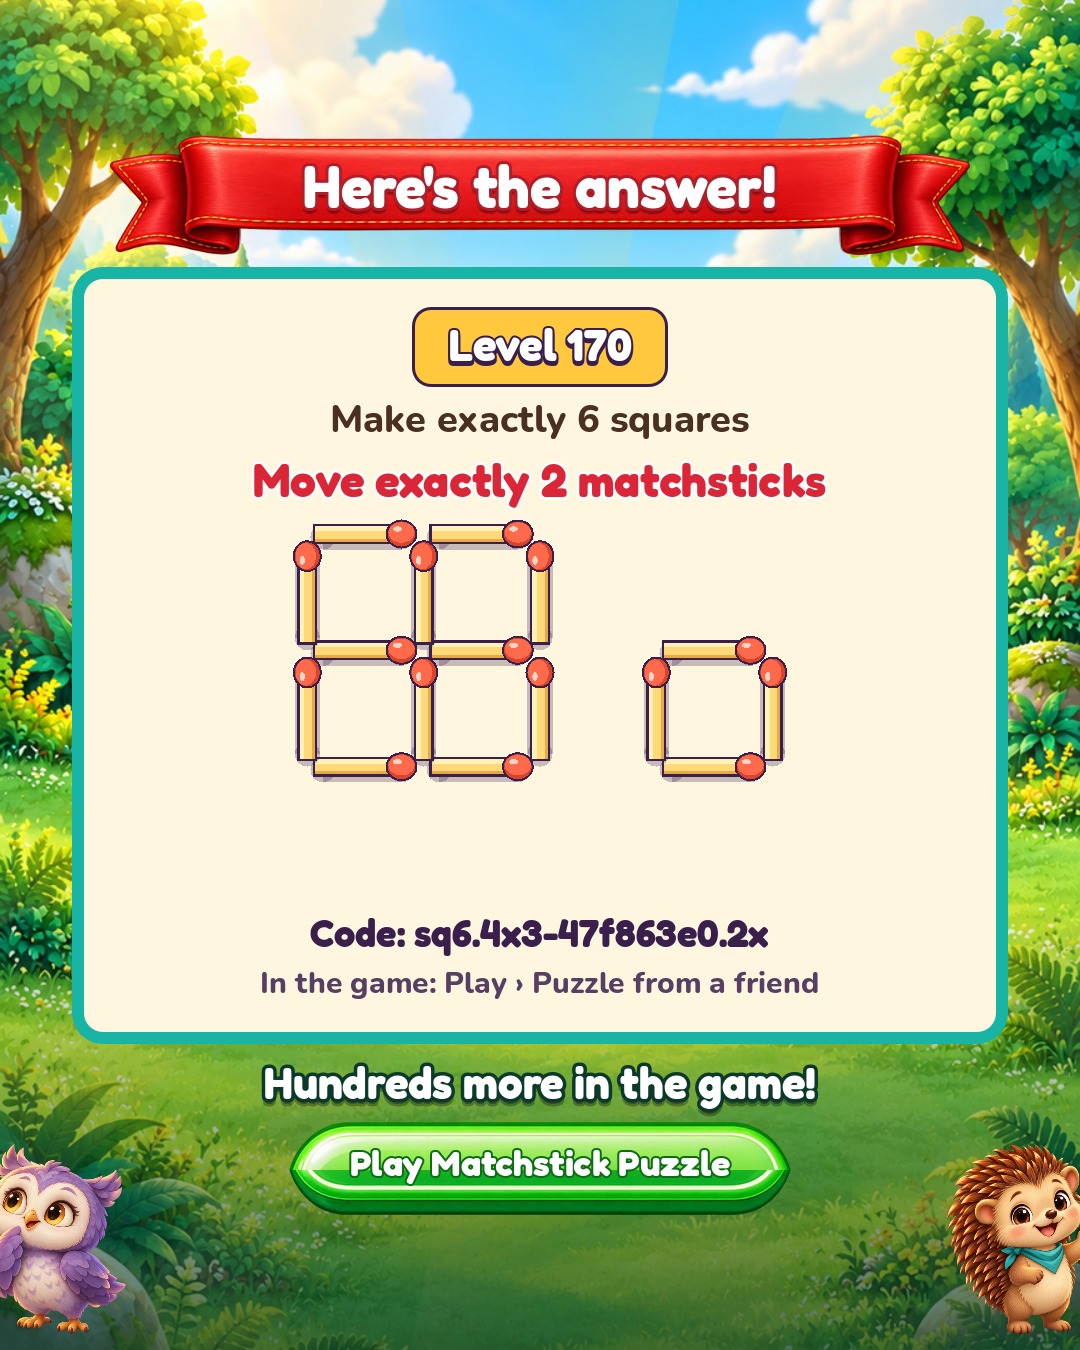 Here's the answer!
Level 170
Make exactly 6 squares
Move exactly 2 matchsticks
Code: sq6.4x3-47f863e0.2x
In the game: Play › Puzzle from a friend
Hundreds more in the game!
Play Matchstick Puzzle